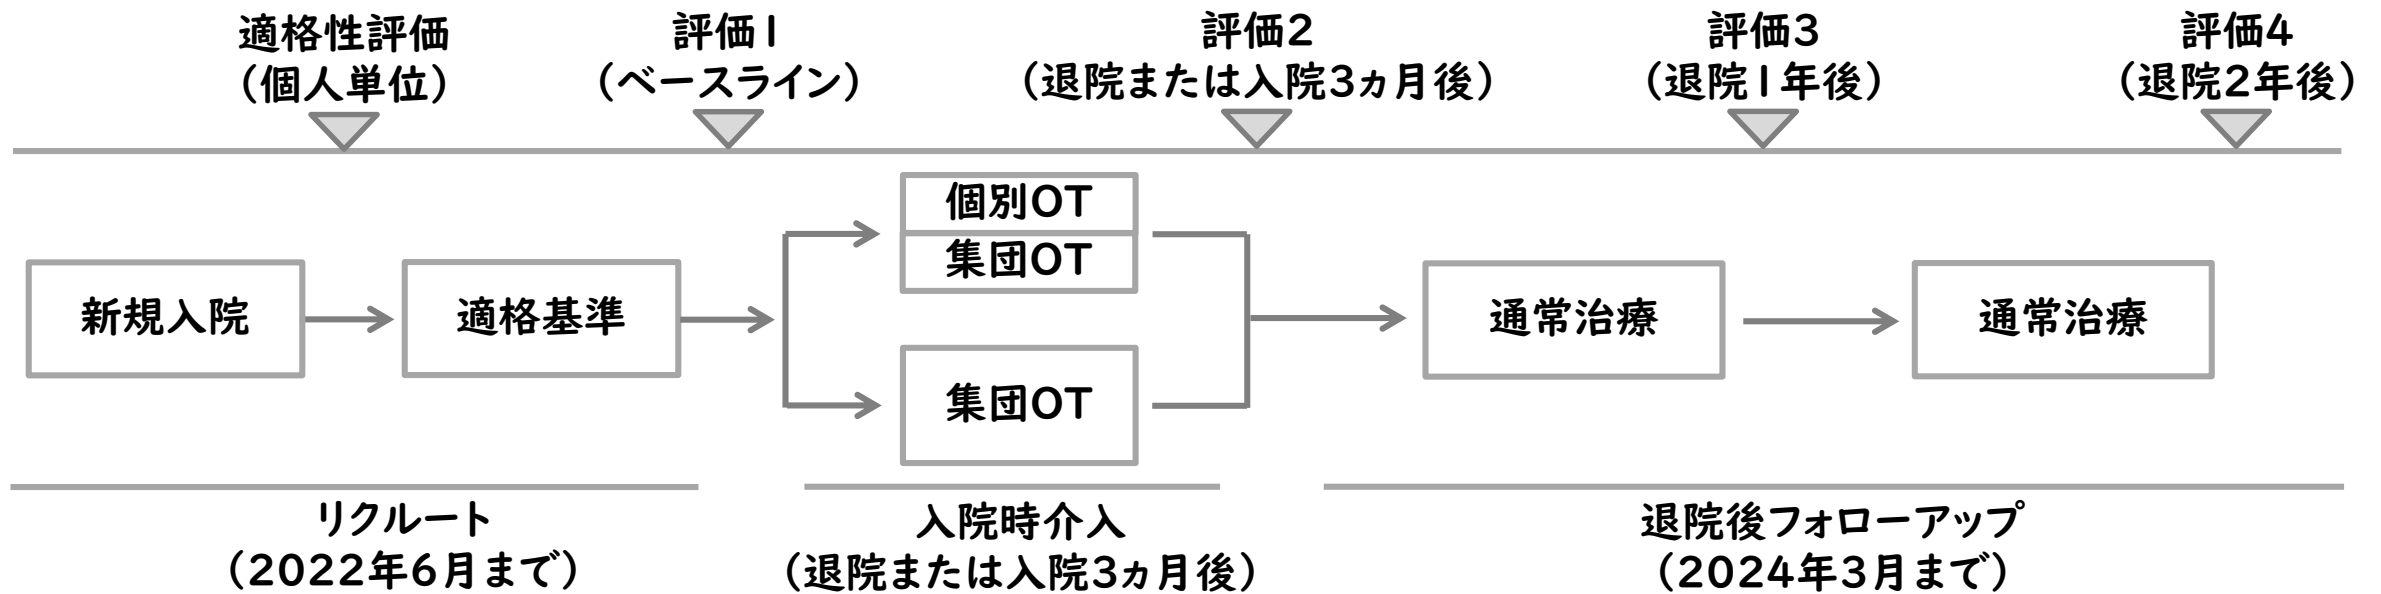 適格性評価
（個人単位）
評価1
（ベースライン）
評価2
（退院または入院3ヵ月後）
評価3
（退院1年後）
評価4
（退院2年後）
新規入院
適格基準
個別OT
集団OT
集団OT
通常治療
通常治療
リクルート
（2022年6月まで）
入院時介入
（退院または入院3ヵ月後）
退院後フォローアップ
（2024年3月まで）